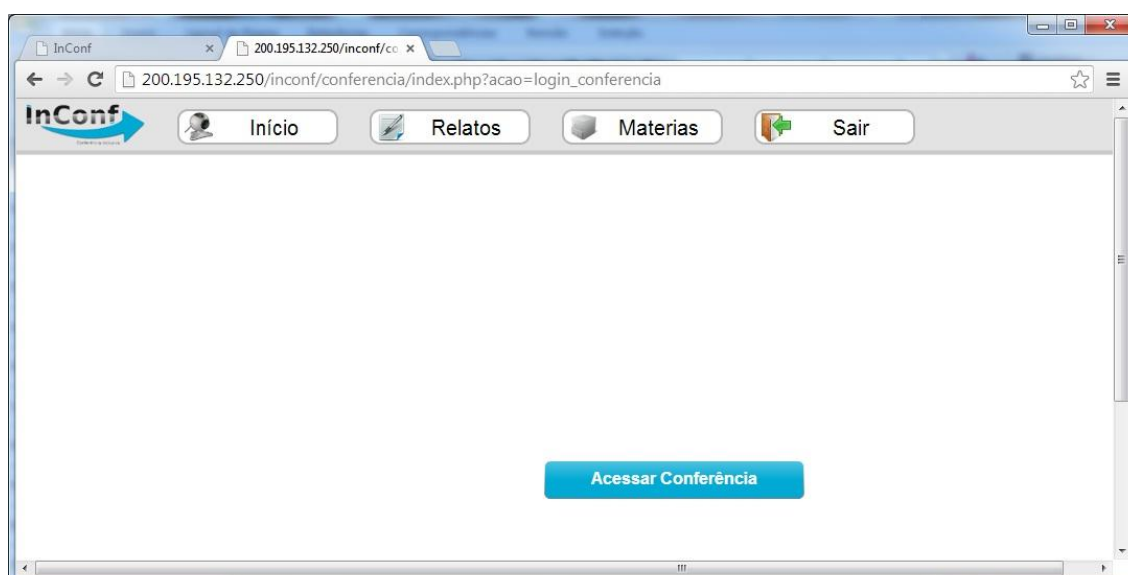 InConf
200.195.132.250/inconf/co
200.195.132.250/inconf/conferencia/index.php?acao=login_conferencia
InConf
Início
Relatos
Materias
Sair
Acessar Conferência